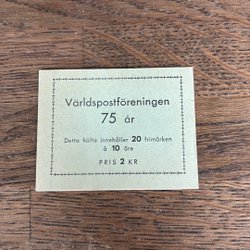 Världspostföreningen
75 år
Detta häfte innehåller 20 frimärken
à 10 öre
PRIS 2 KR